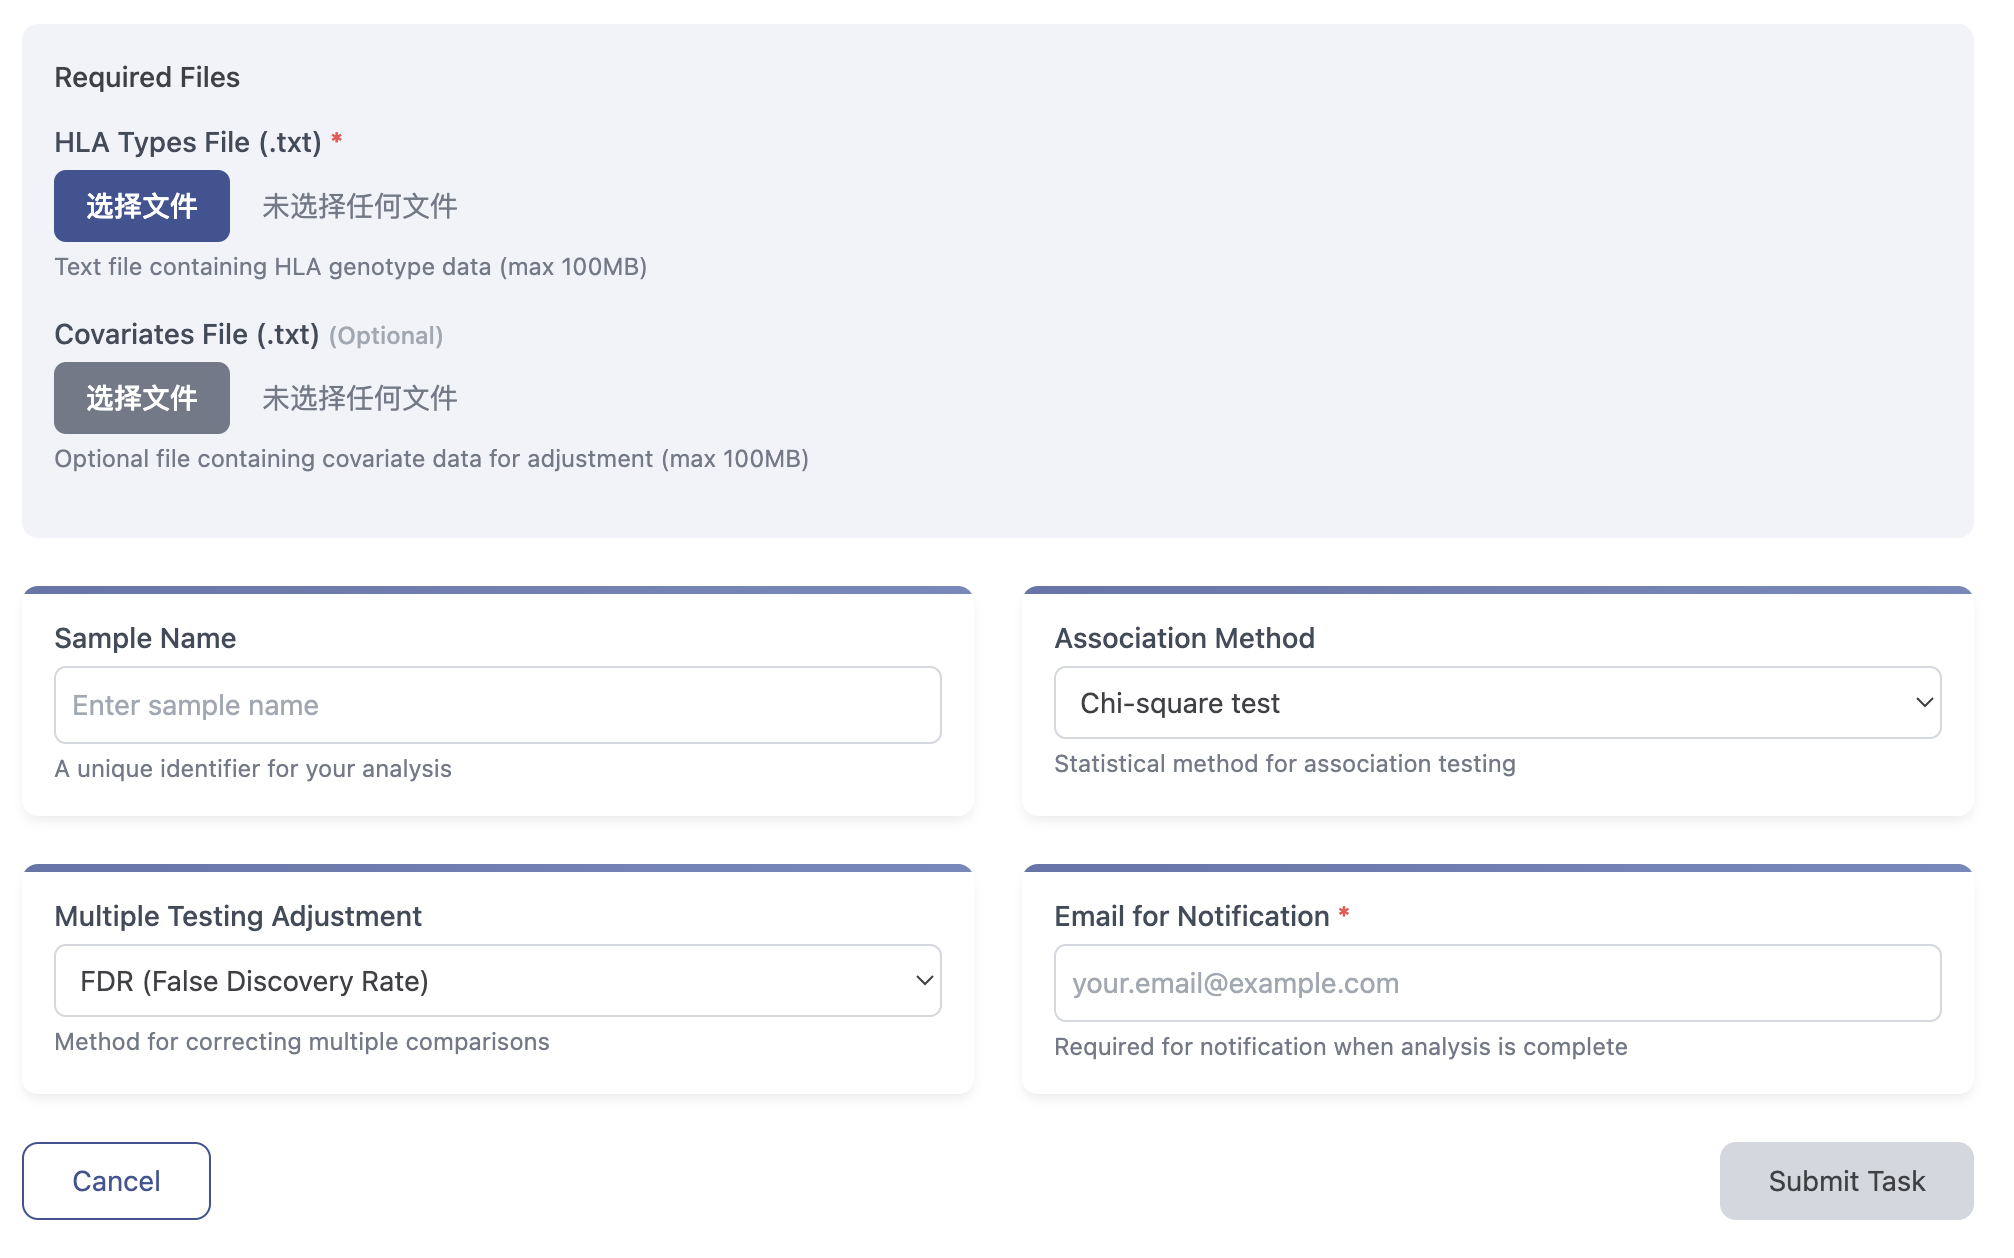 Required Files
HLA Types File (.txt) *
选择文件 未选择任何文件
Text file containing HLA genotype data (max 100MB)
Covariates File (.txt) (Optional)
选择文件 未选择任何文件
Optional file containing covariate data for adjustment (max 100MB)
Sample Name
Enter sample name
A unique identifier for your analysis
Association Method
Chi-square test
Statistical method for association testing
Multiple Testing Adjustment
FDR (False Discovery Rate)
Method for correcting multiple comparisons
Email for Notification *
your.email@example.com
Required for notification when analysis is complete
Cancel
Submit Task